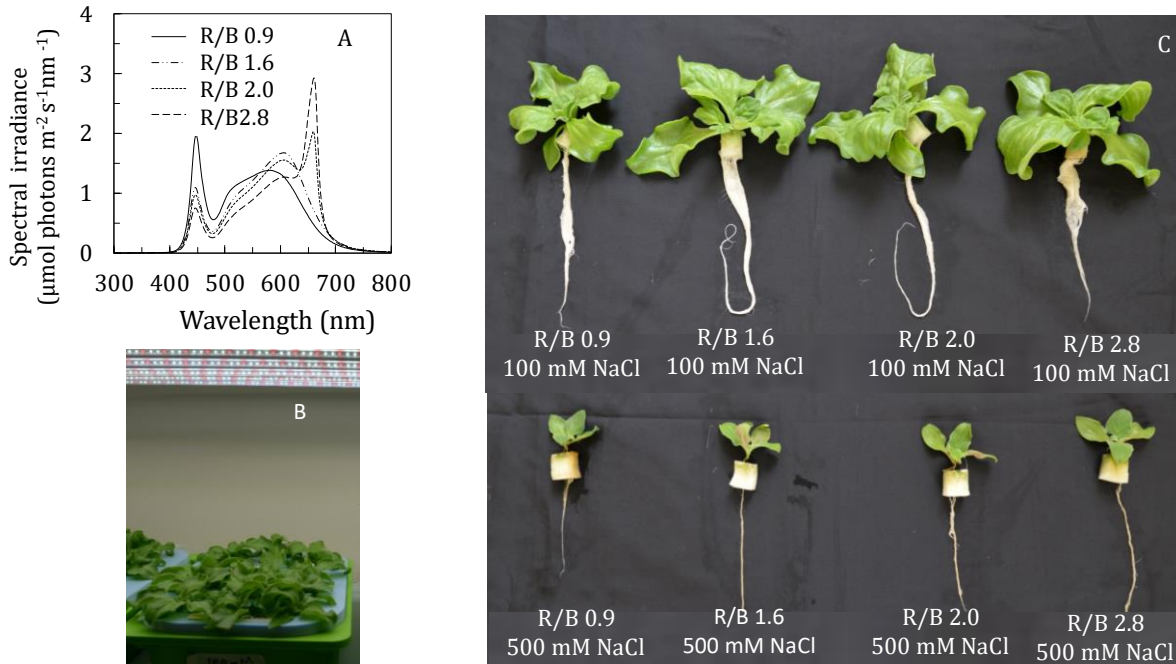 4
3
2
1
0
300 400 500 600 700 800
Spectral irradiance
(µmol photons m⁻² s⁻¹nm ⁻¹)
Wavelength (nm)
A
R/B 0.9
R/B 1.6
R/B 2.0
R/B2.8
B
C
R/B 0.9
100 mM NaCl
R/B 1.6
100 mM NaCl
R/B 2.0
100 mM NaCl
R/B 2.8
100 mM NaCl
R/B 0.9
500 mM NaCl
R/B 1.6
500 mM NaCl
R/B 2.0
500 mM NaCl
R/B 2.8
500 mM NaCl